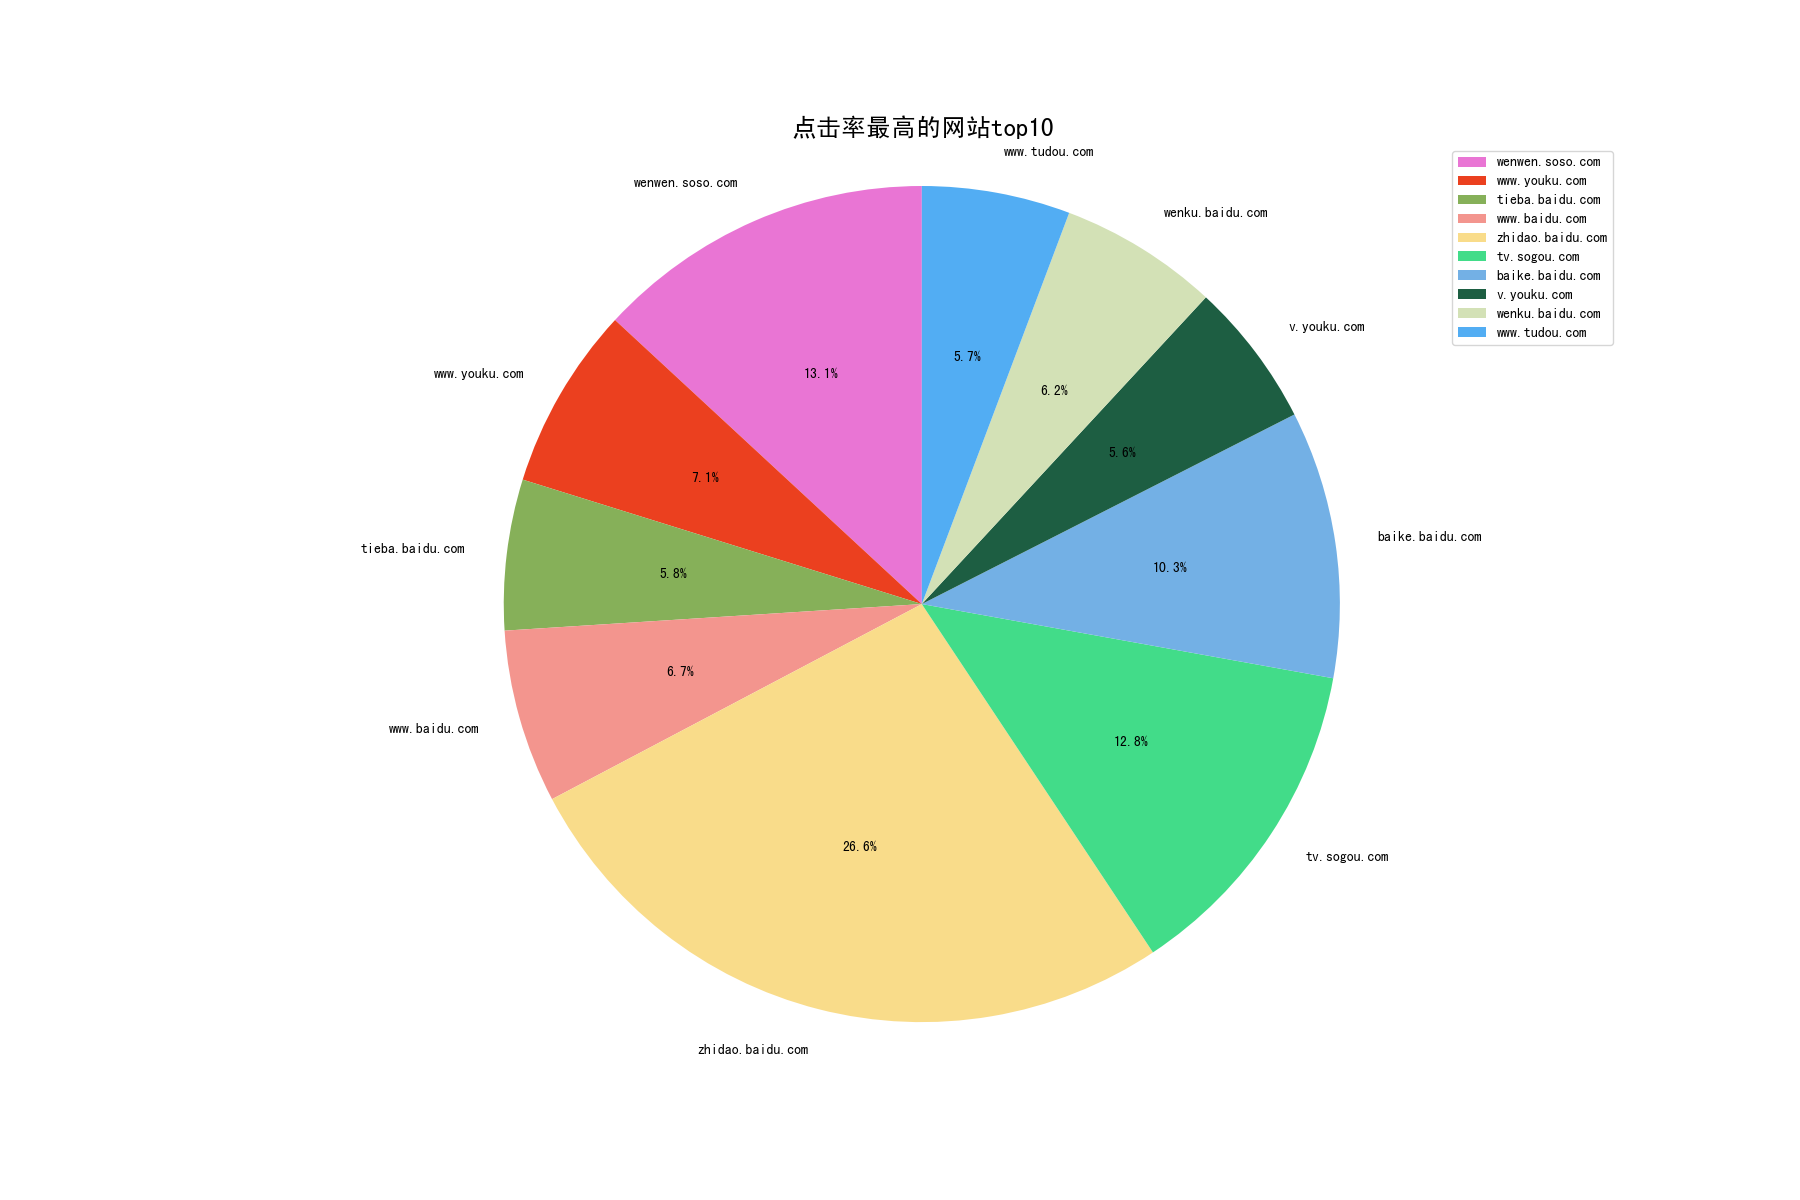 点击率最高的网站top10
www.tudou.com
wenwen.soso.com
wenku.baidu.com
v.youku.com
www.youku.com
baike.baidu.com
tieba.baidu.com
www.baidu.com
tv.sogou.com
zhidao.baidu.com
5.7%
13.1%
6.2%
5.6%
7.1%
10.3%
5.8%
6.7%
12.8%
26.6%
wenwen.soso.com
www.youku.com
tieba.baidu.com
www.baidu.com
zhidao.baidu.com
tv.sogou.com
baike.baidu.com
v.youku.com
wenku.baidu.com
www.tudou.com